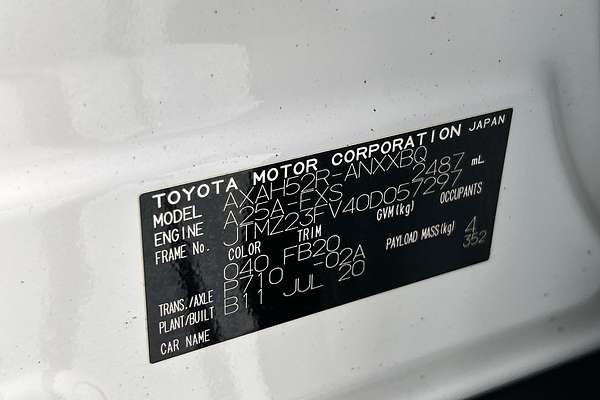 TOYOTA MOTOR CORPORATION JAPAN
MODEL AXAH52R-ANXXBQ
ENGINE A25A-FXS 2487 mL
FRAME No. JTMZ23FV40D057297
COLOR TRIM GVM(kg) OCCUPANTS
040 FB20 4
TRANS./AXLE P710 -02A PAYLOAD MASS(kg) 352
PLANT/BUILT B11 JUL 20
CAR NAME